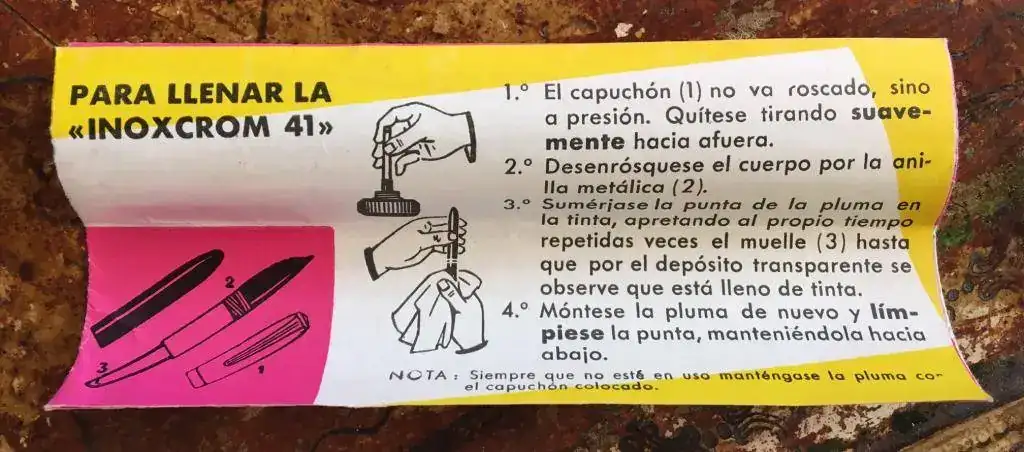 PARA LLENAR LA
«INOXCROM 41»
1.º El capuchón (1) no va roscado, sino
a presión. Quítese tirando suave-
mente hacia afuera.
2.º Desenrósquese el cuerpo por la ani-
lla metálica (2).
3.º Sumérjase la punta de la pluma en
la tinta, apretando al propio tiempo
repetidas veces el muelle (3) hasta
que por el depósito transparente se
observe que está lleno de tinta.
4.º Móntese la pluma de nuevo y lím-
piese la punta, manteniéndola hacia
abajo.
NOTA: Siempre que no esté en uso manténgase la pluma co-
el capuchón colocado.
2
3
1